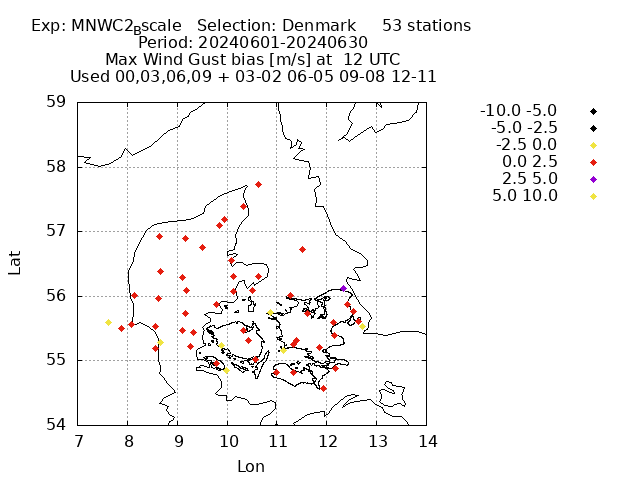 Exp: MNWC2_Bscale   Selection: Denmark     53 stations
Period: 20240601-20240630
Max Wind Gust bias [m/s] at  12 UTC
Used 00,03,06,09 + 03-02 06-05 09-08 12-11
-10.0 -5.0
-5.0 -2.5
-2.5 0.0
0.0 2.5
2.5 5.0
5.0 10.0
59
58
57
56
55
54
Lat
7 8 9 10 11 12 13 14
Lon